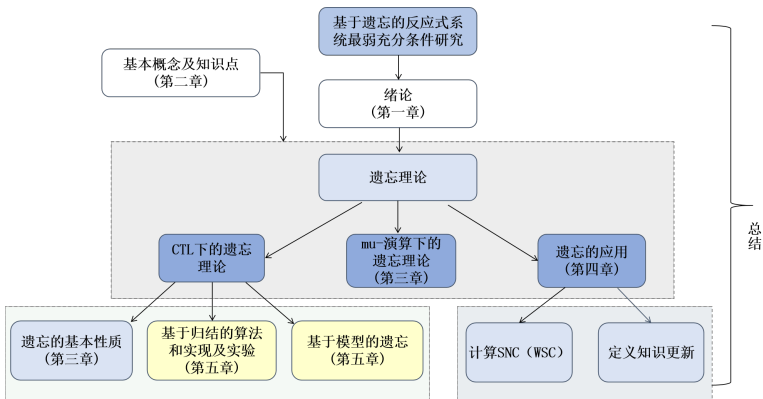 基于遗忘的反应式系
统最弱充分条件研究
基本概念及知识点
(第二章)
绪论
(第一章)
遗忘理论
CTL下的遗忘
理论
mu-演算下的
遗忘理论
(第三章)
遗忘的应用
(第四章)
总结
遗忘的基本性质
(第三章)
基于归结的算法
和实现及实验
(第五章)
基于模型的遗忘
(第五章)
计算SNC（WSC）
定义知识更新